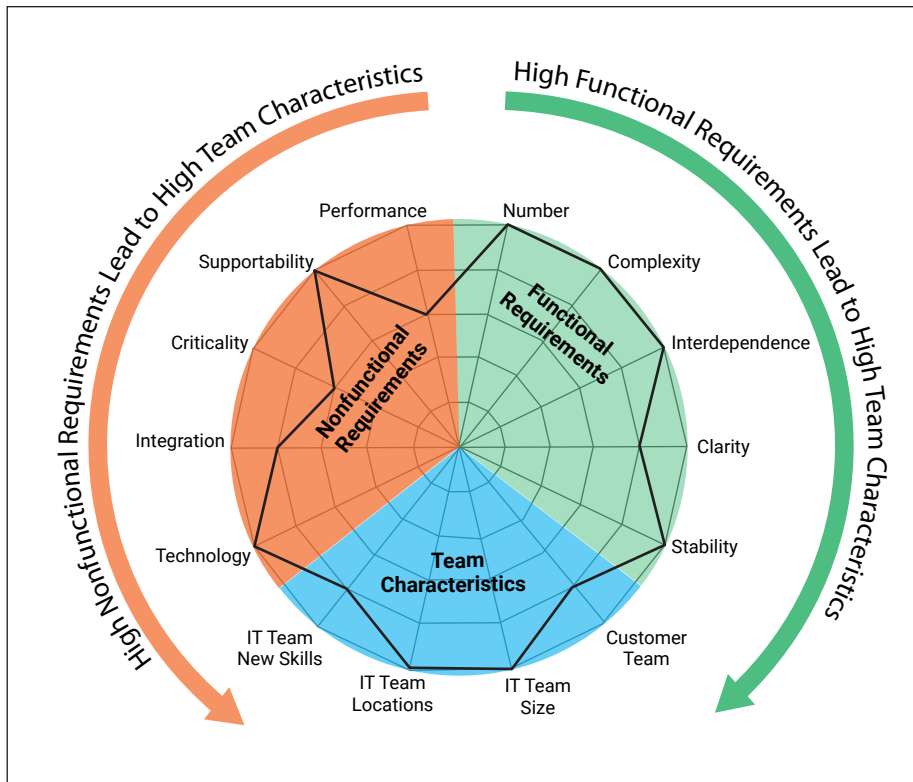 High Nonfunctional Requirements Lead to High Team Characteristics
High Functional Requirements Lead to High Team Characteristics
Performance
Number
Supportability
Complexity
Criticality
Interdependence
Integration
Clarity
Technology
Stability
IT Team
New Skills
IT Team
Locations
IT Team
Size
Customer
Team
Nonfunctional
Requirements
Functional
Requirements
Team
Characteristics